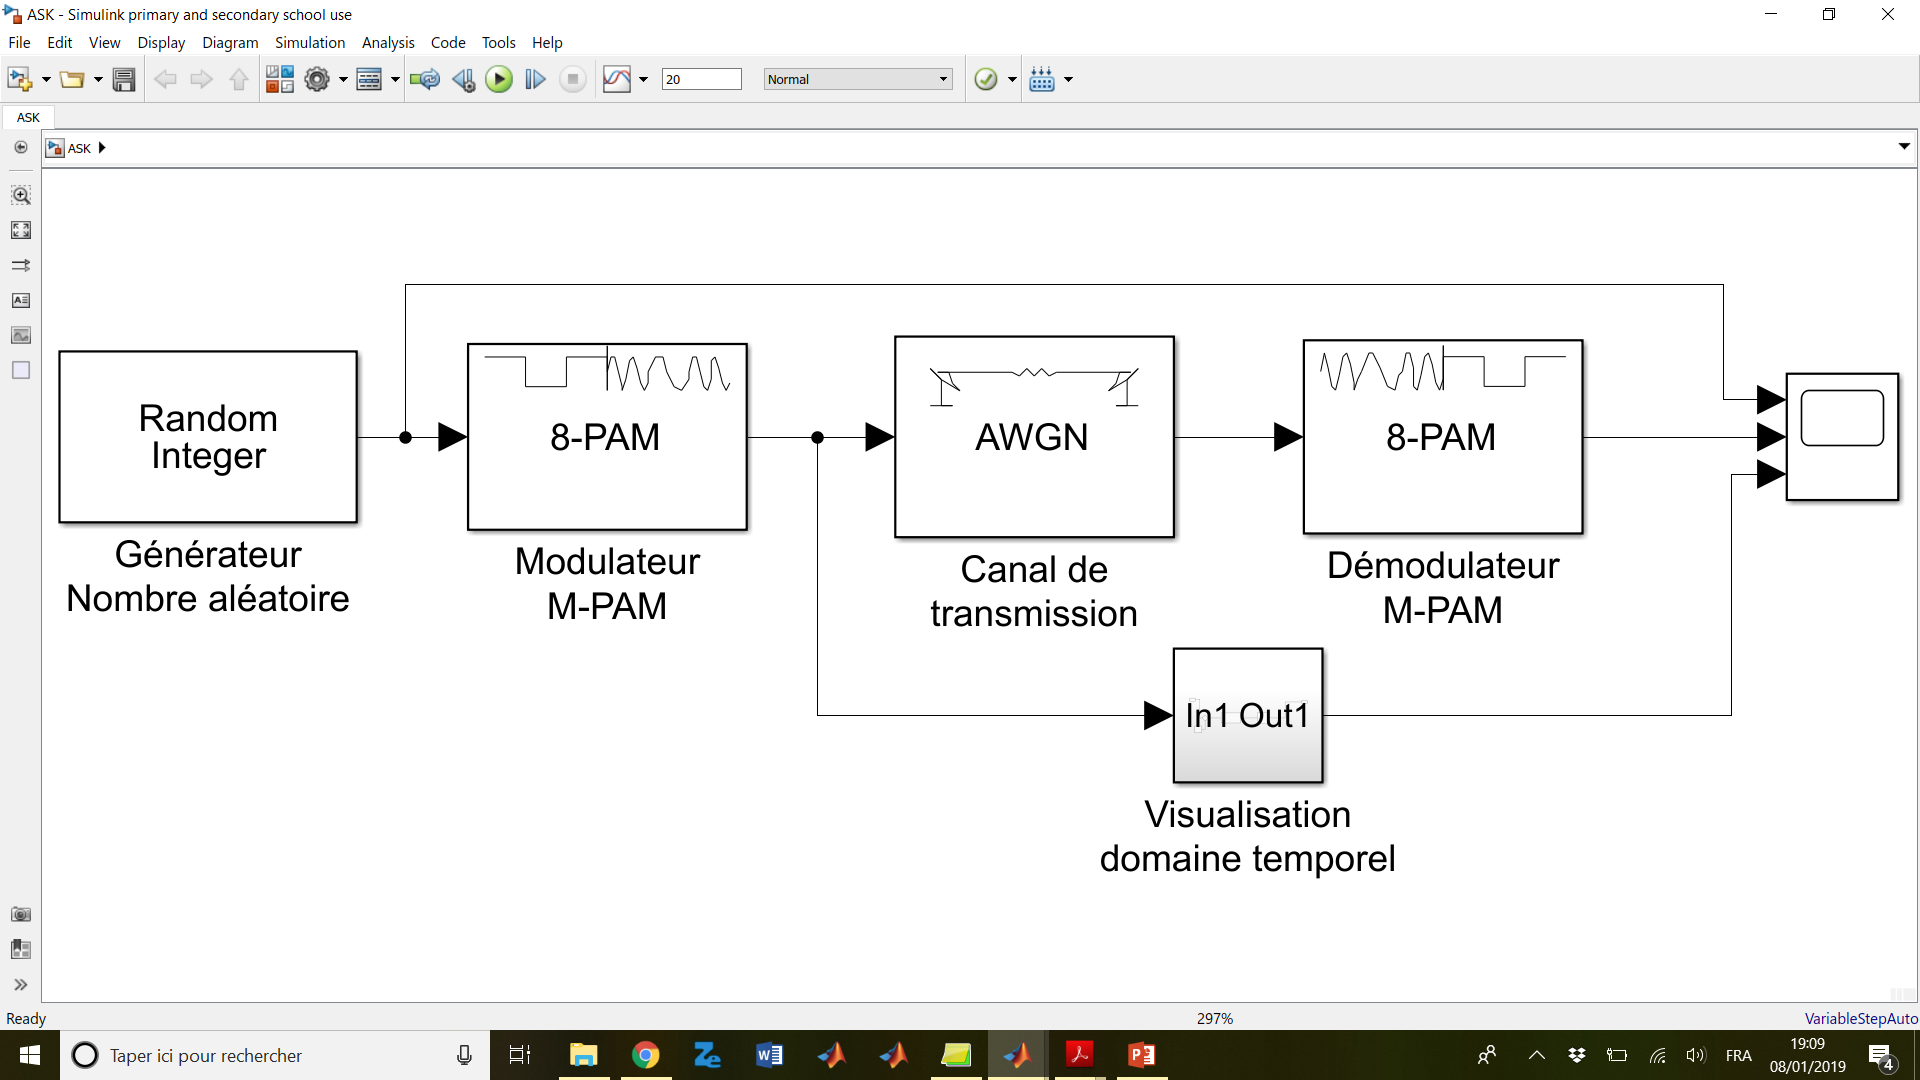 ASK - Simulink primary and secondary school use
File Edit View Display Diagram Simulation Analysis Code Tools Help
20 Normal
ASK
ASK
Random
Integer
Générateur
Nombre aléatoire
8-PAM
Modulateur
M-PAM
AWGN
Canal de
transmission
8-PAM
Démodulateur
M-PAM
In1 Out1
Visualisation
domaine temporel
Ready 297% VariableStepAuto
Taper ici pour rechercher
FRA
19:09
08/01/2019
4